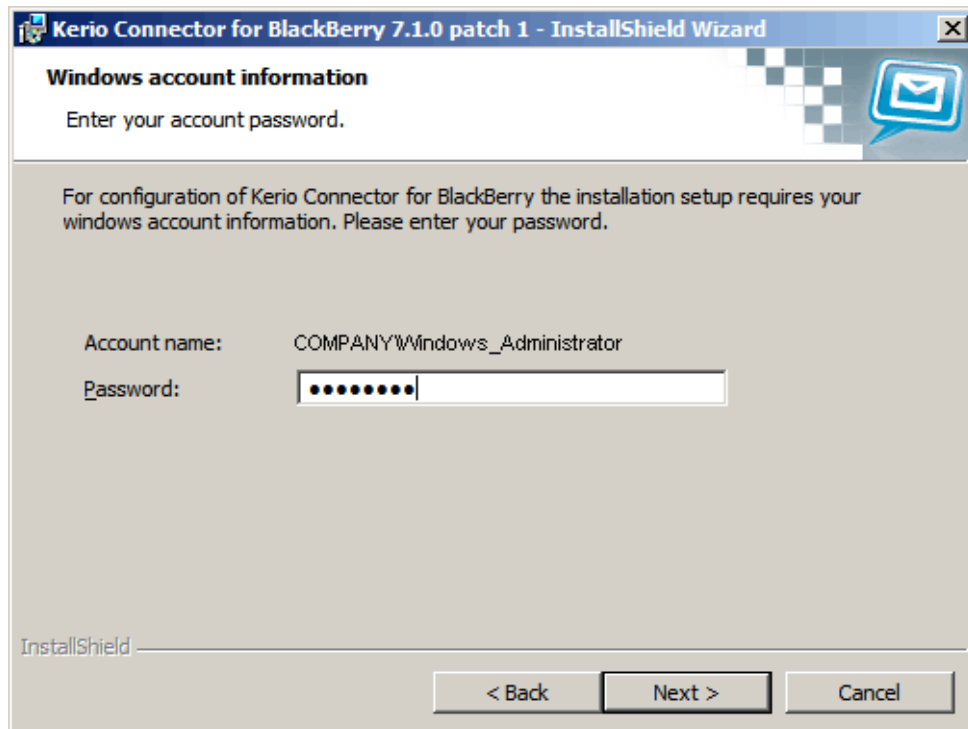 Kerio Connector for BlackBerry 7.1.0 patch 1 - InstallShield Wizard
Windows account information
Enter your account password.
For configuration of Kerio Connector for BlackBerry the installation setup requires your
windows account information. Please enter your password.
Account name: COMPANY\Windows_Administrator
Password: ●●●●●●●●
InstallShield
< Back Next > Cancel